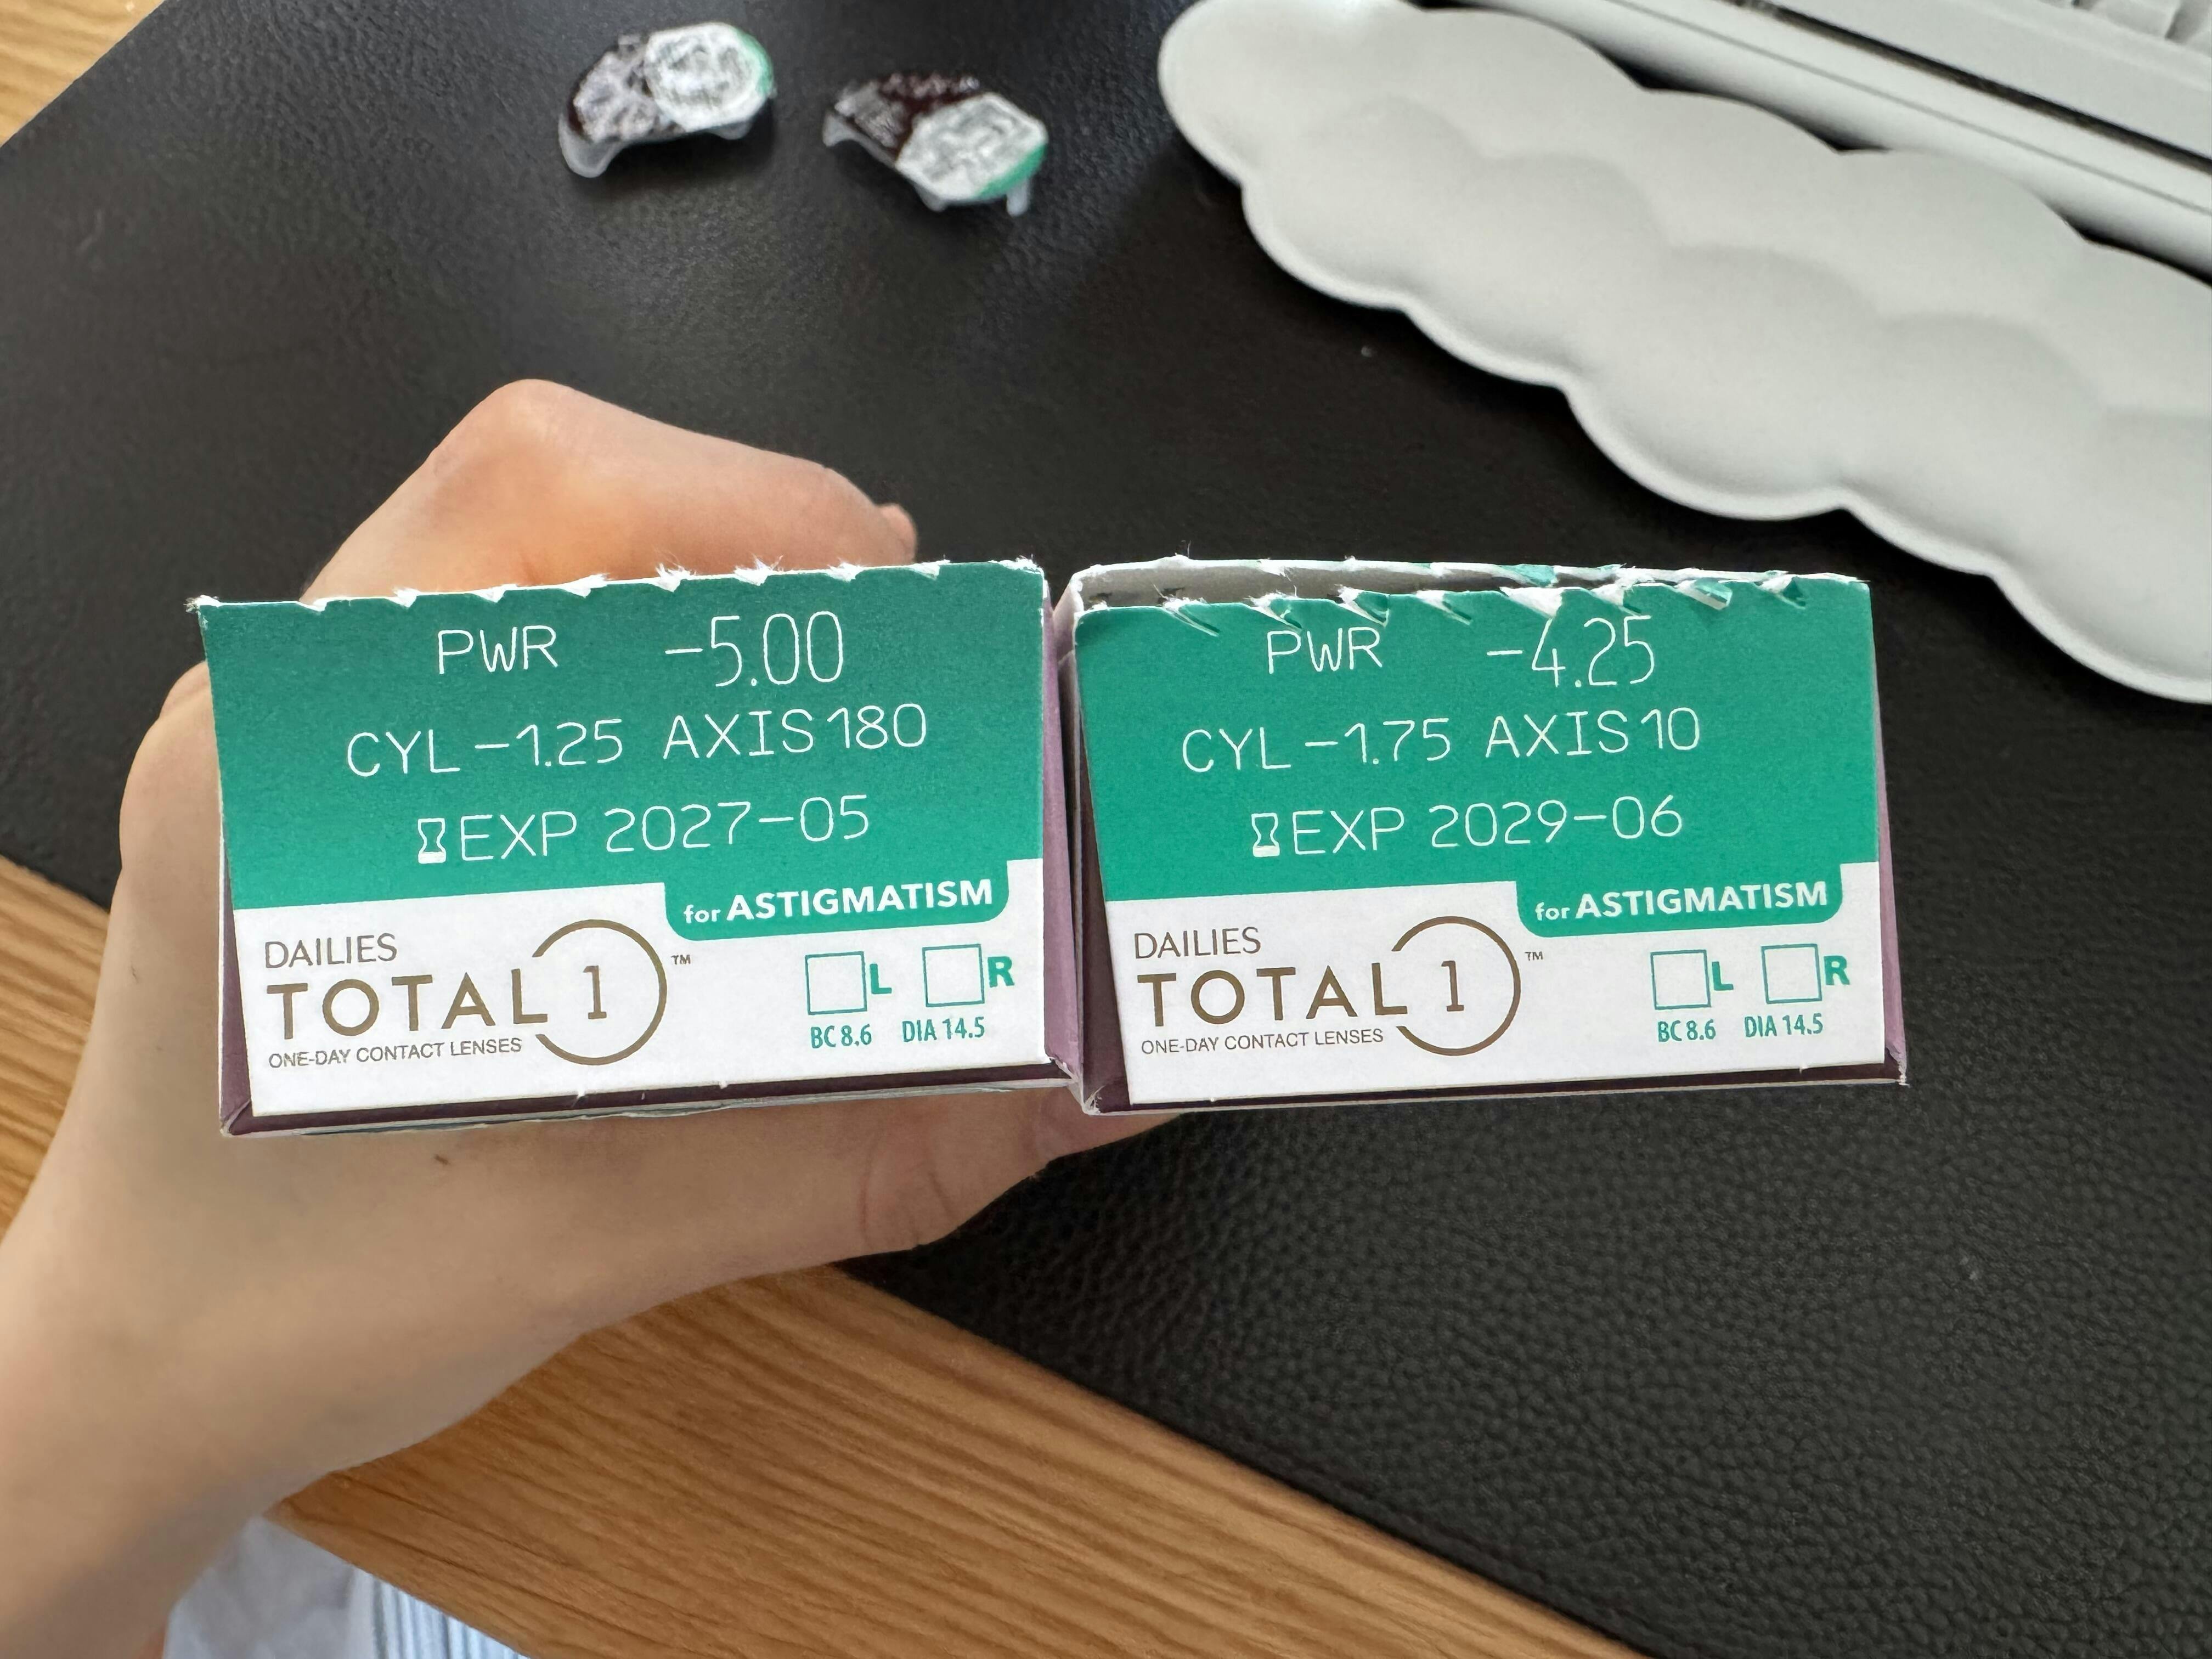 PWR -5.00
CYL -1.25 AXIS 180
EXP 2027-05
for ASTIGMATISM
DAILIES
TOTAL 1™
ONE-DAY CONTACT LENSES
L R
BC 8.6 DIA 14.5
PWR -4.25
CYL -1.75 AXIS 10
EXP 2029-06
for ASTIGMATISM
DAILIES
TOTAL 1™
ONE-DAY CONTACT LENSES
L R
BC 8.6 DIA 14.5